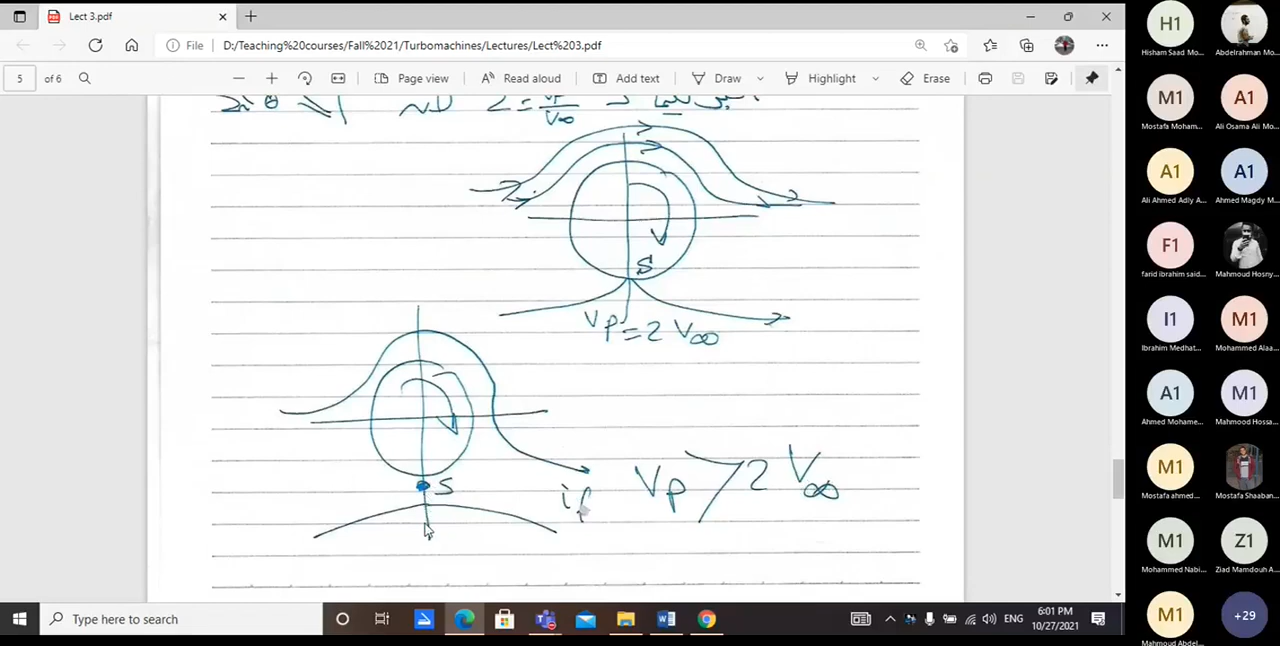 Lect 3.pdf
File D:/Teaching%20courses/Fall%202021/Turbomachines/Lectures/Lect%203.pdf
5 of 6
Page view
Read aloud
Add text
Draw
Highlight
Erase
S
Vp = 2 V∞
S
if Vp > 2 V∞
H1
Hisham Saad Mo...
Abdelrahman Mo...
M1
Mostafa Moham...
A1
Ali Osama Ali Mo...
A1
Ali Ahmed Adly A...
A1
Ahmed Magdy M...
F1
farid ibrahim said...
Mahmoud Hosny...
I1
Ibrahim Medhat...
M1
Mohammed Alaa...
A1
Ahmed Mohame...
M1
Mahmood Hossa...
M1
Mostafa ahmed...
Mostafa Shaaban...
M1
Mohammed Nabi...
Z1
Ziad Mamdouh A...
M1
Mahmoud Abdel...
+29
Type here to search
ENG
6:01 PM
10/27/2021